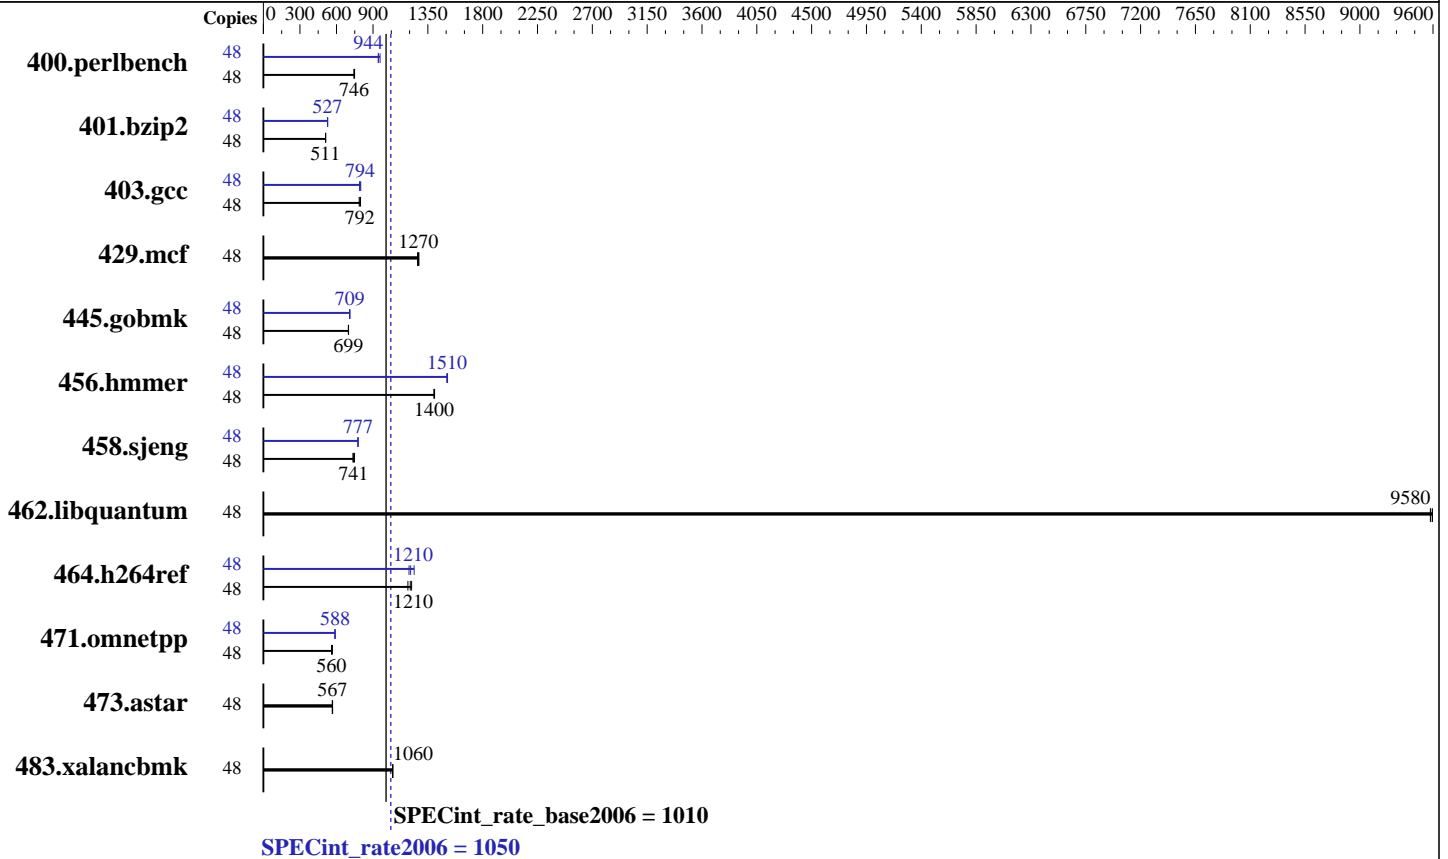 Copies 0 300 600 900 1350 1800 2250 2700 3150 3600 4050 4500 4950 5400 5850 6300 6750 7200 7650 8100 8550 9000 9600
400.perlbench 48 944
48 746
401.bzip2 48 527
48 511
403.gcc 48 794
48 792
429.mcf 48 1270
445.gobmk 48 709
48 699
456.hmmer 48 1510
48 1400
458.sjeng 48 777
48 741
462.libquantum 48 9580
464.h264ref 48 1210
48 1210
471.omnetpp 48 588
48 560
473.astar 48 567
483.xalancbmk 48 1060
SPECint_rate_base2006 = 1010
SPECint_rate2006 = 1050